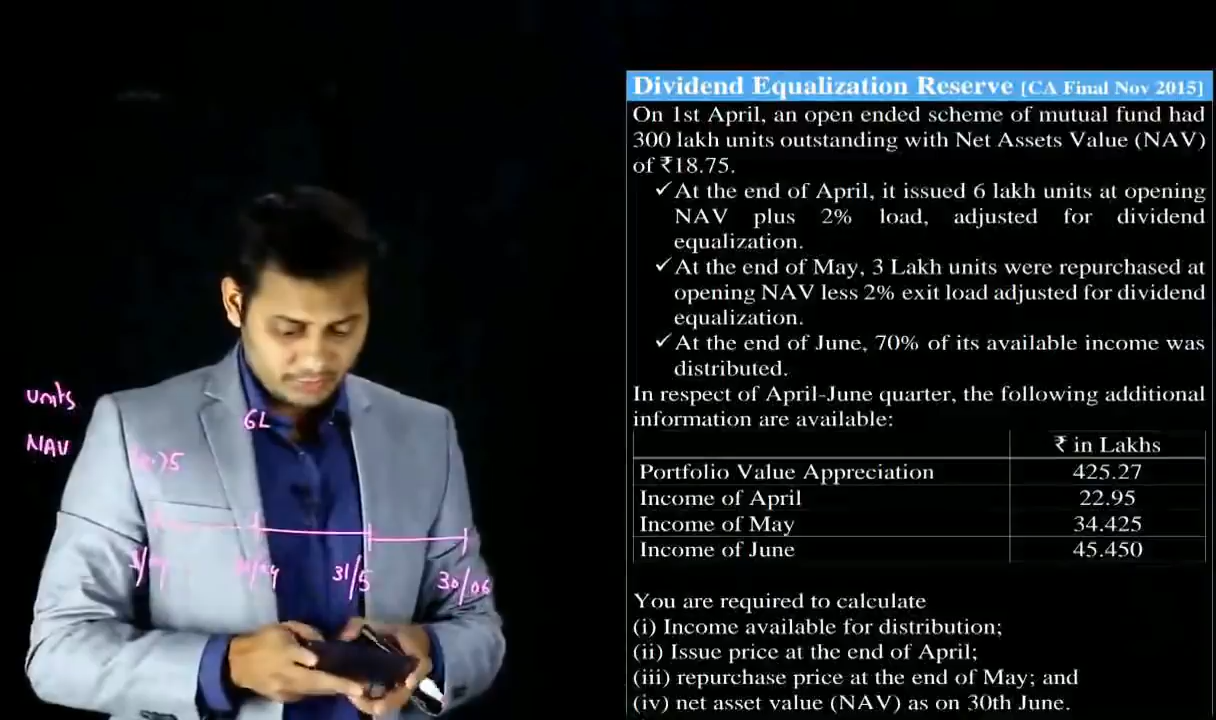 units
NAV
6L
31/5
30/06
Dividend Equalization Reserve [CA Final Nov 2015]
On 1st April, an open ended scheme of mutual fund had
300 lakh units outstanding with Net Assets Value (NAV)
of ₹18.75.
✓At the end of April, it issued 6 lakh units at opening
NAV plus 2% load, adjusted for dividend
equalization.
✓At the end of May, 3 Lakh units were repurchased at
opening NAV less 2% exit load adjusted for dividend
equalization.
✓At the end of June, 70% of its available income was
distributed.
In respect of April-June quarter, the following additional
information are available:
₹ in Lakhs
Portfolio Value Appreciation 425.27
Income of April 22.95
Income of May 34.425
Income of June 45.450
You are required to calculate
(i) Income available for distribution;
(ii) Issue price at the end of April;
(iii) repurchase price at the end of May; and
(iv) net asset value (NAV) as on 30th June.